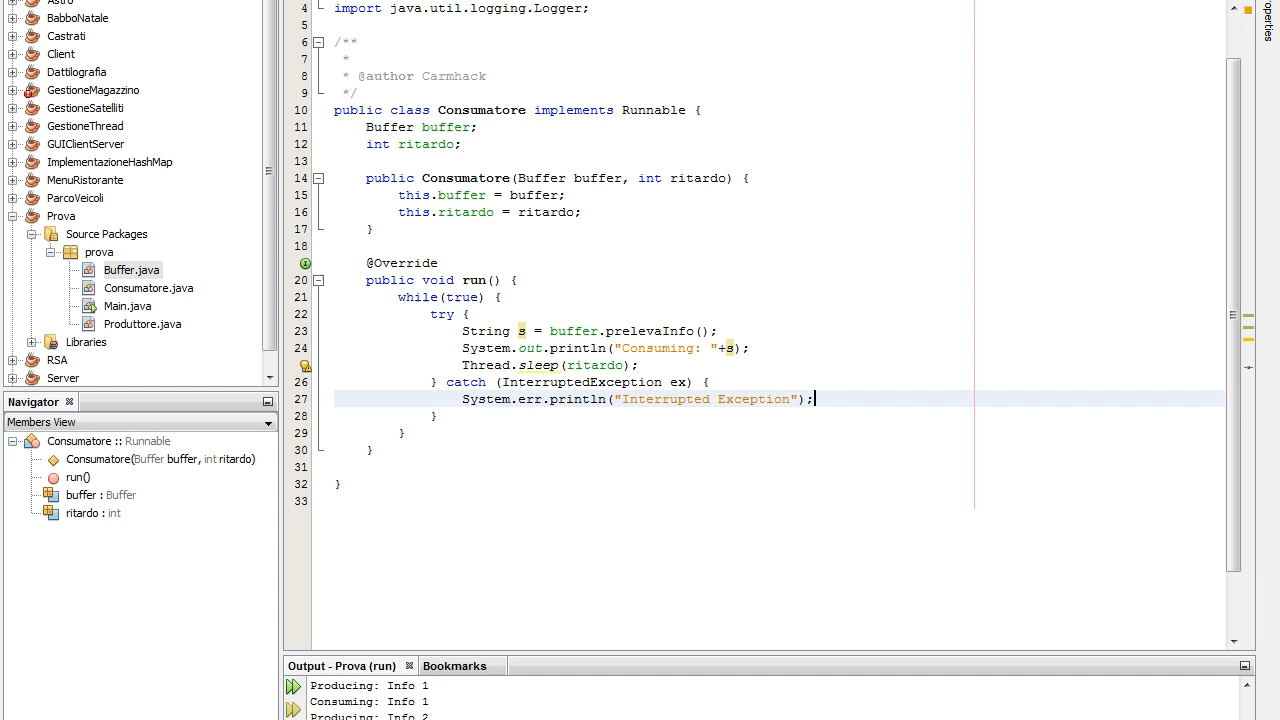 Astro
BabboNatale
Castrati
Client
Dattilografia
GestioneMagazzino
GestioneSatelliti
GestioneThread
GUIClientServer
ImplementazioneHashMap
MenuRistorante
ParcoVeicoli
Prova
Source Packages
prova
Buffer.java
Consumatore.java
Main.java
Produttore.java
Libraries
RSA
Server
Navigator
Members View
Consumatore :: Runnable
Consumatore(Buffer buffer, int ritardo)
run()
buffer : Buffer
ritardo : int
4 import java.util.logging.Logger;
5
6 /**
7 *
8 * @author Carmhack
9 */
10 public class Consumatore implements Runnable {
11 Buffer buffer;
12 int ritardo;
13
14 public Consumatore(Buffer buffer, int ritardo) {
15 this.buffer = buffer;
16 this.ritardo = ritardo;
17 }
18
@Override
20 public void run() {
21 while(true) {
22 try {
23 String s = buffer.prelevaInfo();
24 System.out.println("Consuming: "+s);
Thread.sleep(ritardo);
26 } catch (InterruptedException ex) {
27 System.err.println("Interrupted Exception");
28 }
29 }
30 }
31
32 }
33
Output - Prova (run)
Bookmarks
Producing: Info 1
Consuming: Info 1
Producing: Info 2